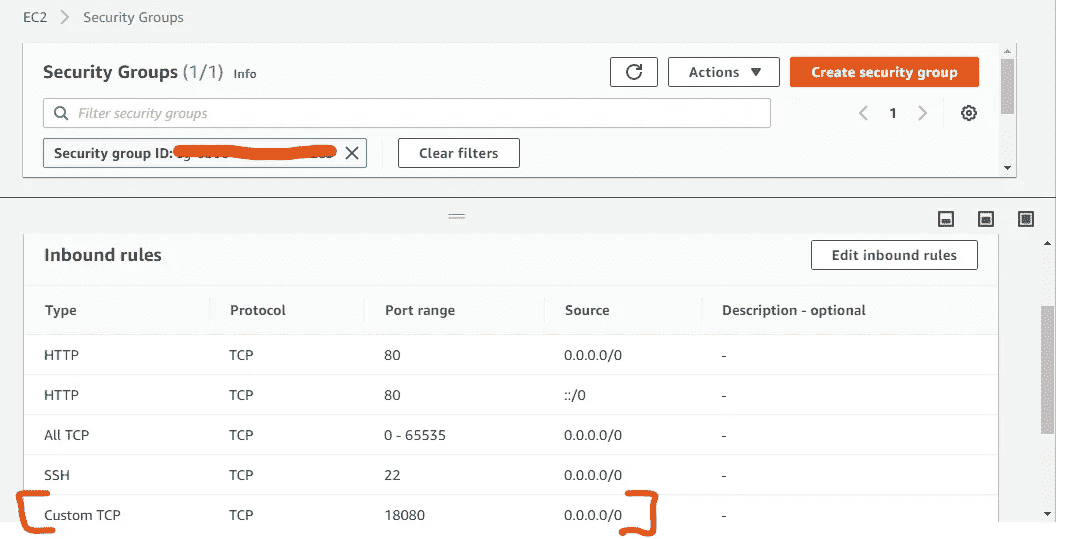 EC2 > Security Groups
Security Groups (1/1) Info
Actions ▼
Create security group
Filter security groups
< 1 >
Security group ID: X
Clear filters
Inbound rules
Edit inbound rules
Type Protocol Port range Source Description - optional
HTTP TCP 80 0.0.0.0/0 -
HTTP TCP 80 ::/0 -
All TCP TCP 0 - 65535 0.0.0.0/0 -
SSH TCP 22 0.0.0.0/0 -
Custom TCP TCP 18080 0.0.0.0/0 -